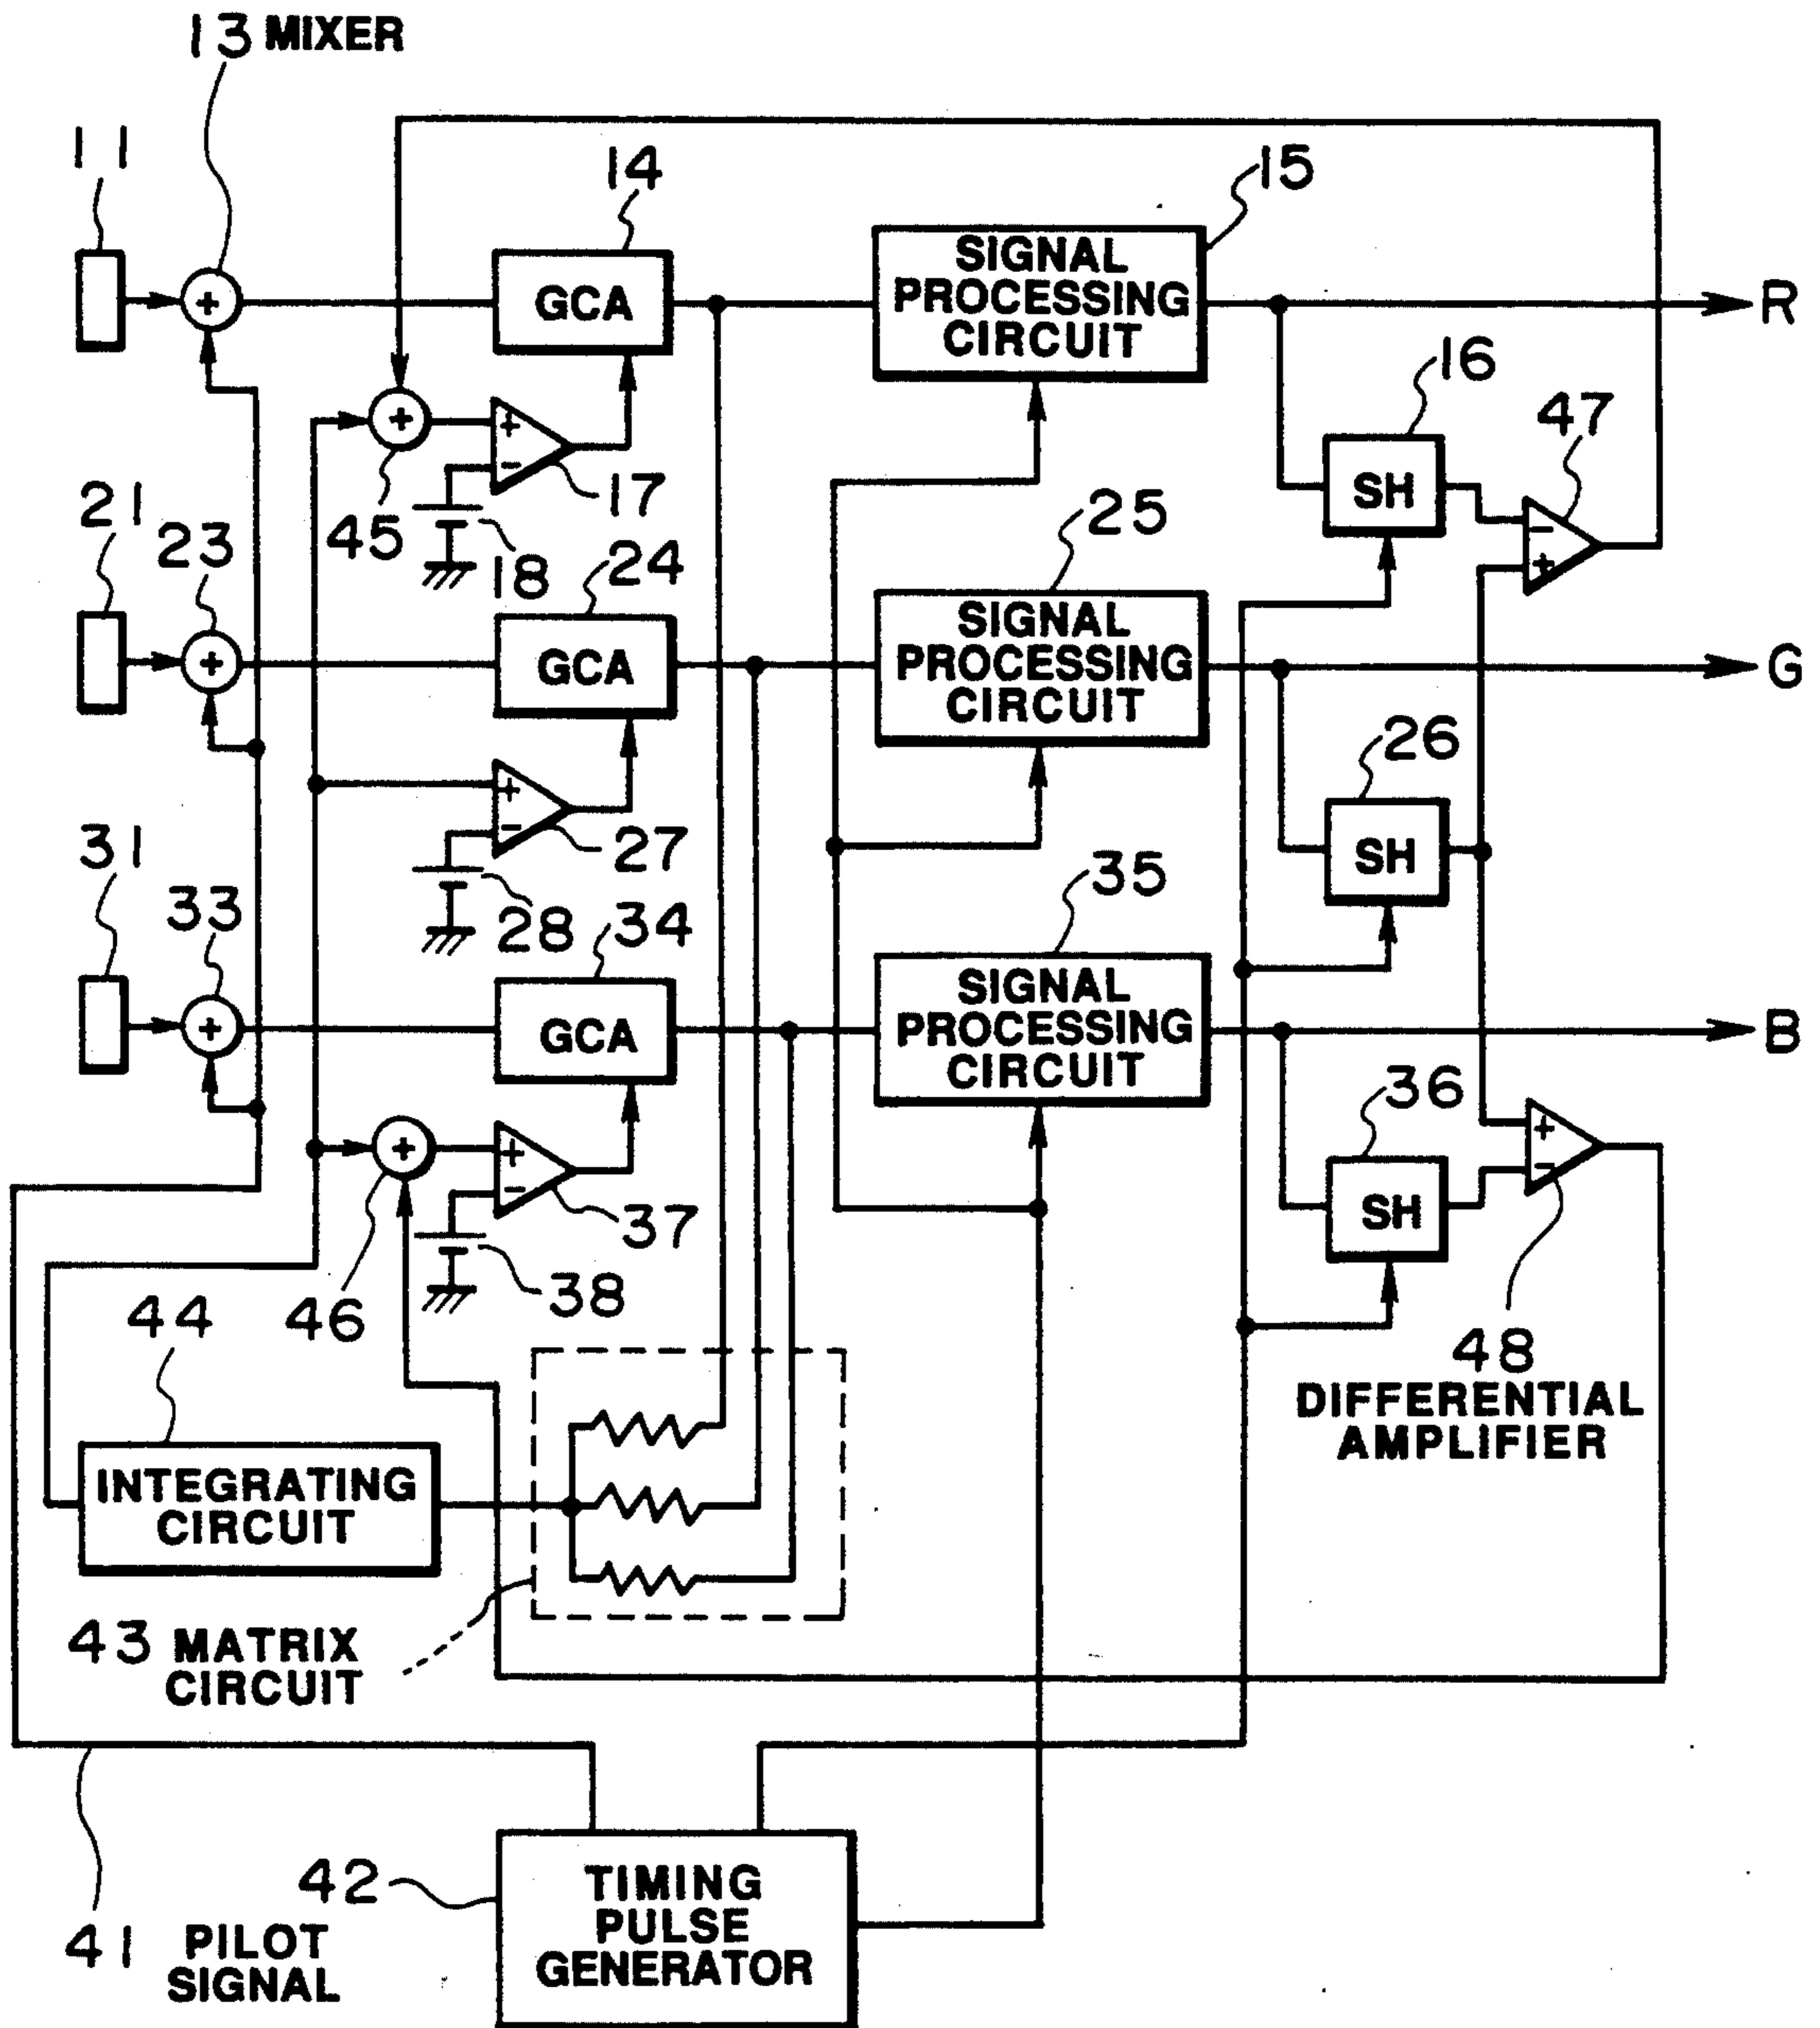 13 MIXER
11
14
15
SIGNAL
PROCESSING
CIRCUIT
GCA
+
R
16
47
+
+
−
17
45
18
SH
−
+
21
23
24
25
SIGNAL
PROCESSING
CIRCUIT
GCA
+
G
26
+
−
27
28
SH
31
33
34
35
SIGNAL
PROCESSING
CIRCUIT
GCA
+
B
36
+
+
−
37
46
38
SH
+
−
48
DIFFERENTIAL
AMPLIFIER
44
INTEGRATING
CIRCUIT
43 MATRIX
CIRCUIT
42
TIMING
PULSE
GENERATOR
41 PILOT
SIGNAL